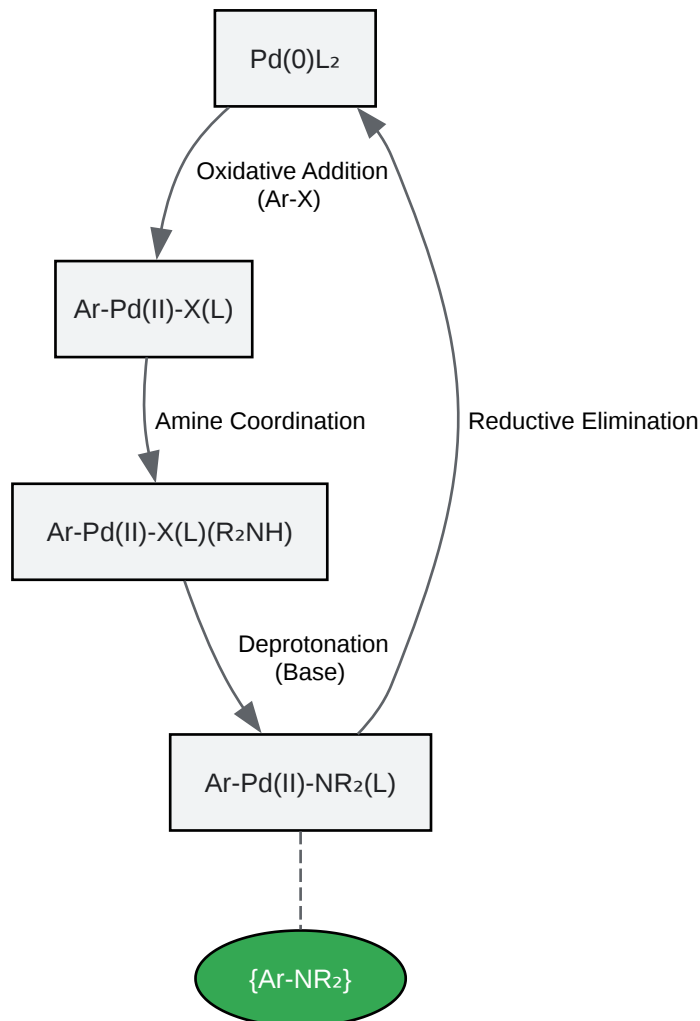 Pd(0)L₂
Oxidative Addition
(Ar-X)
Ar-Pd(II)-X(L)
Amine Coordination
Reductive Elimination
Ar-Pd(II)-X(L)(R₂NH)
Deprotonation
(Base)
Ar-Pd(II)-NR₂(L)
{Ar-NR₂}